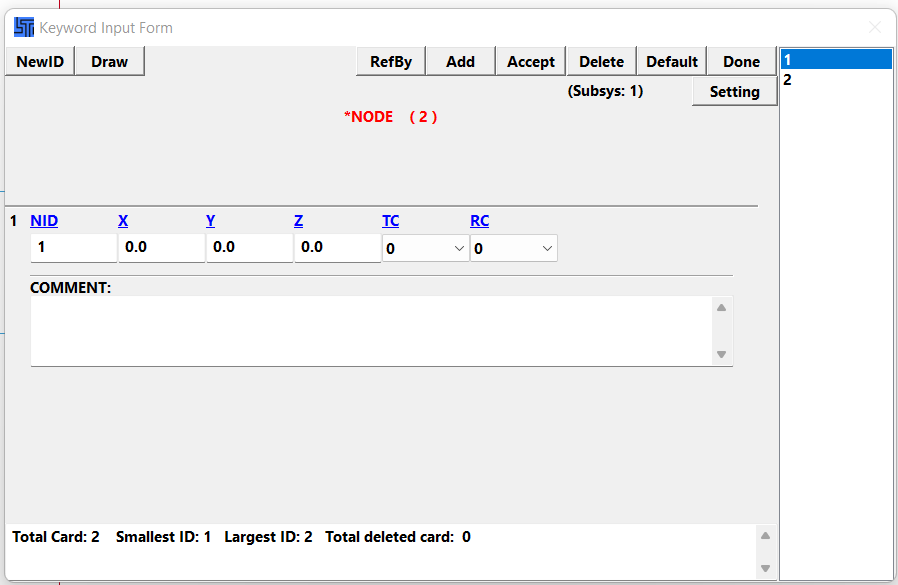 Keyword Input Form
NewID Draw RefBy Add Accept Delete Default Done
(Subsys: 1) Setting
*NODE ( 2 )
1
2
1 NID X Y Z TC RC
1 0.0 0.0 0.0 0 0
COMMENT:
Total Card: 2 Smallest ID: 1 Largest ID: 2 Total deleted card: 0